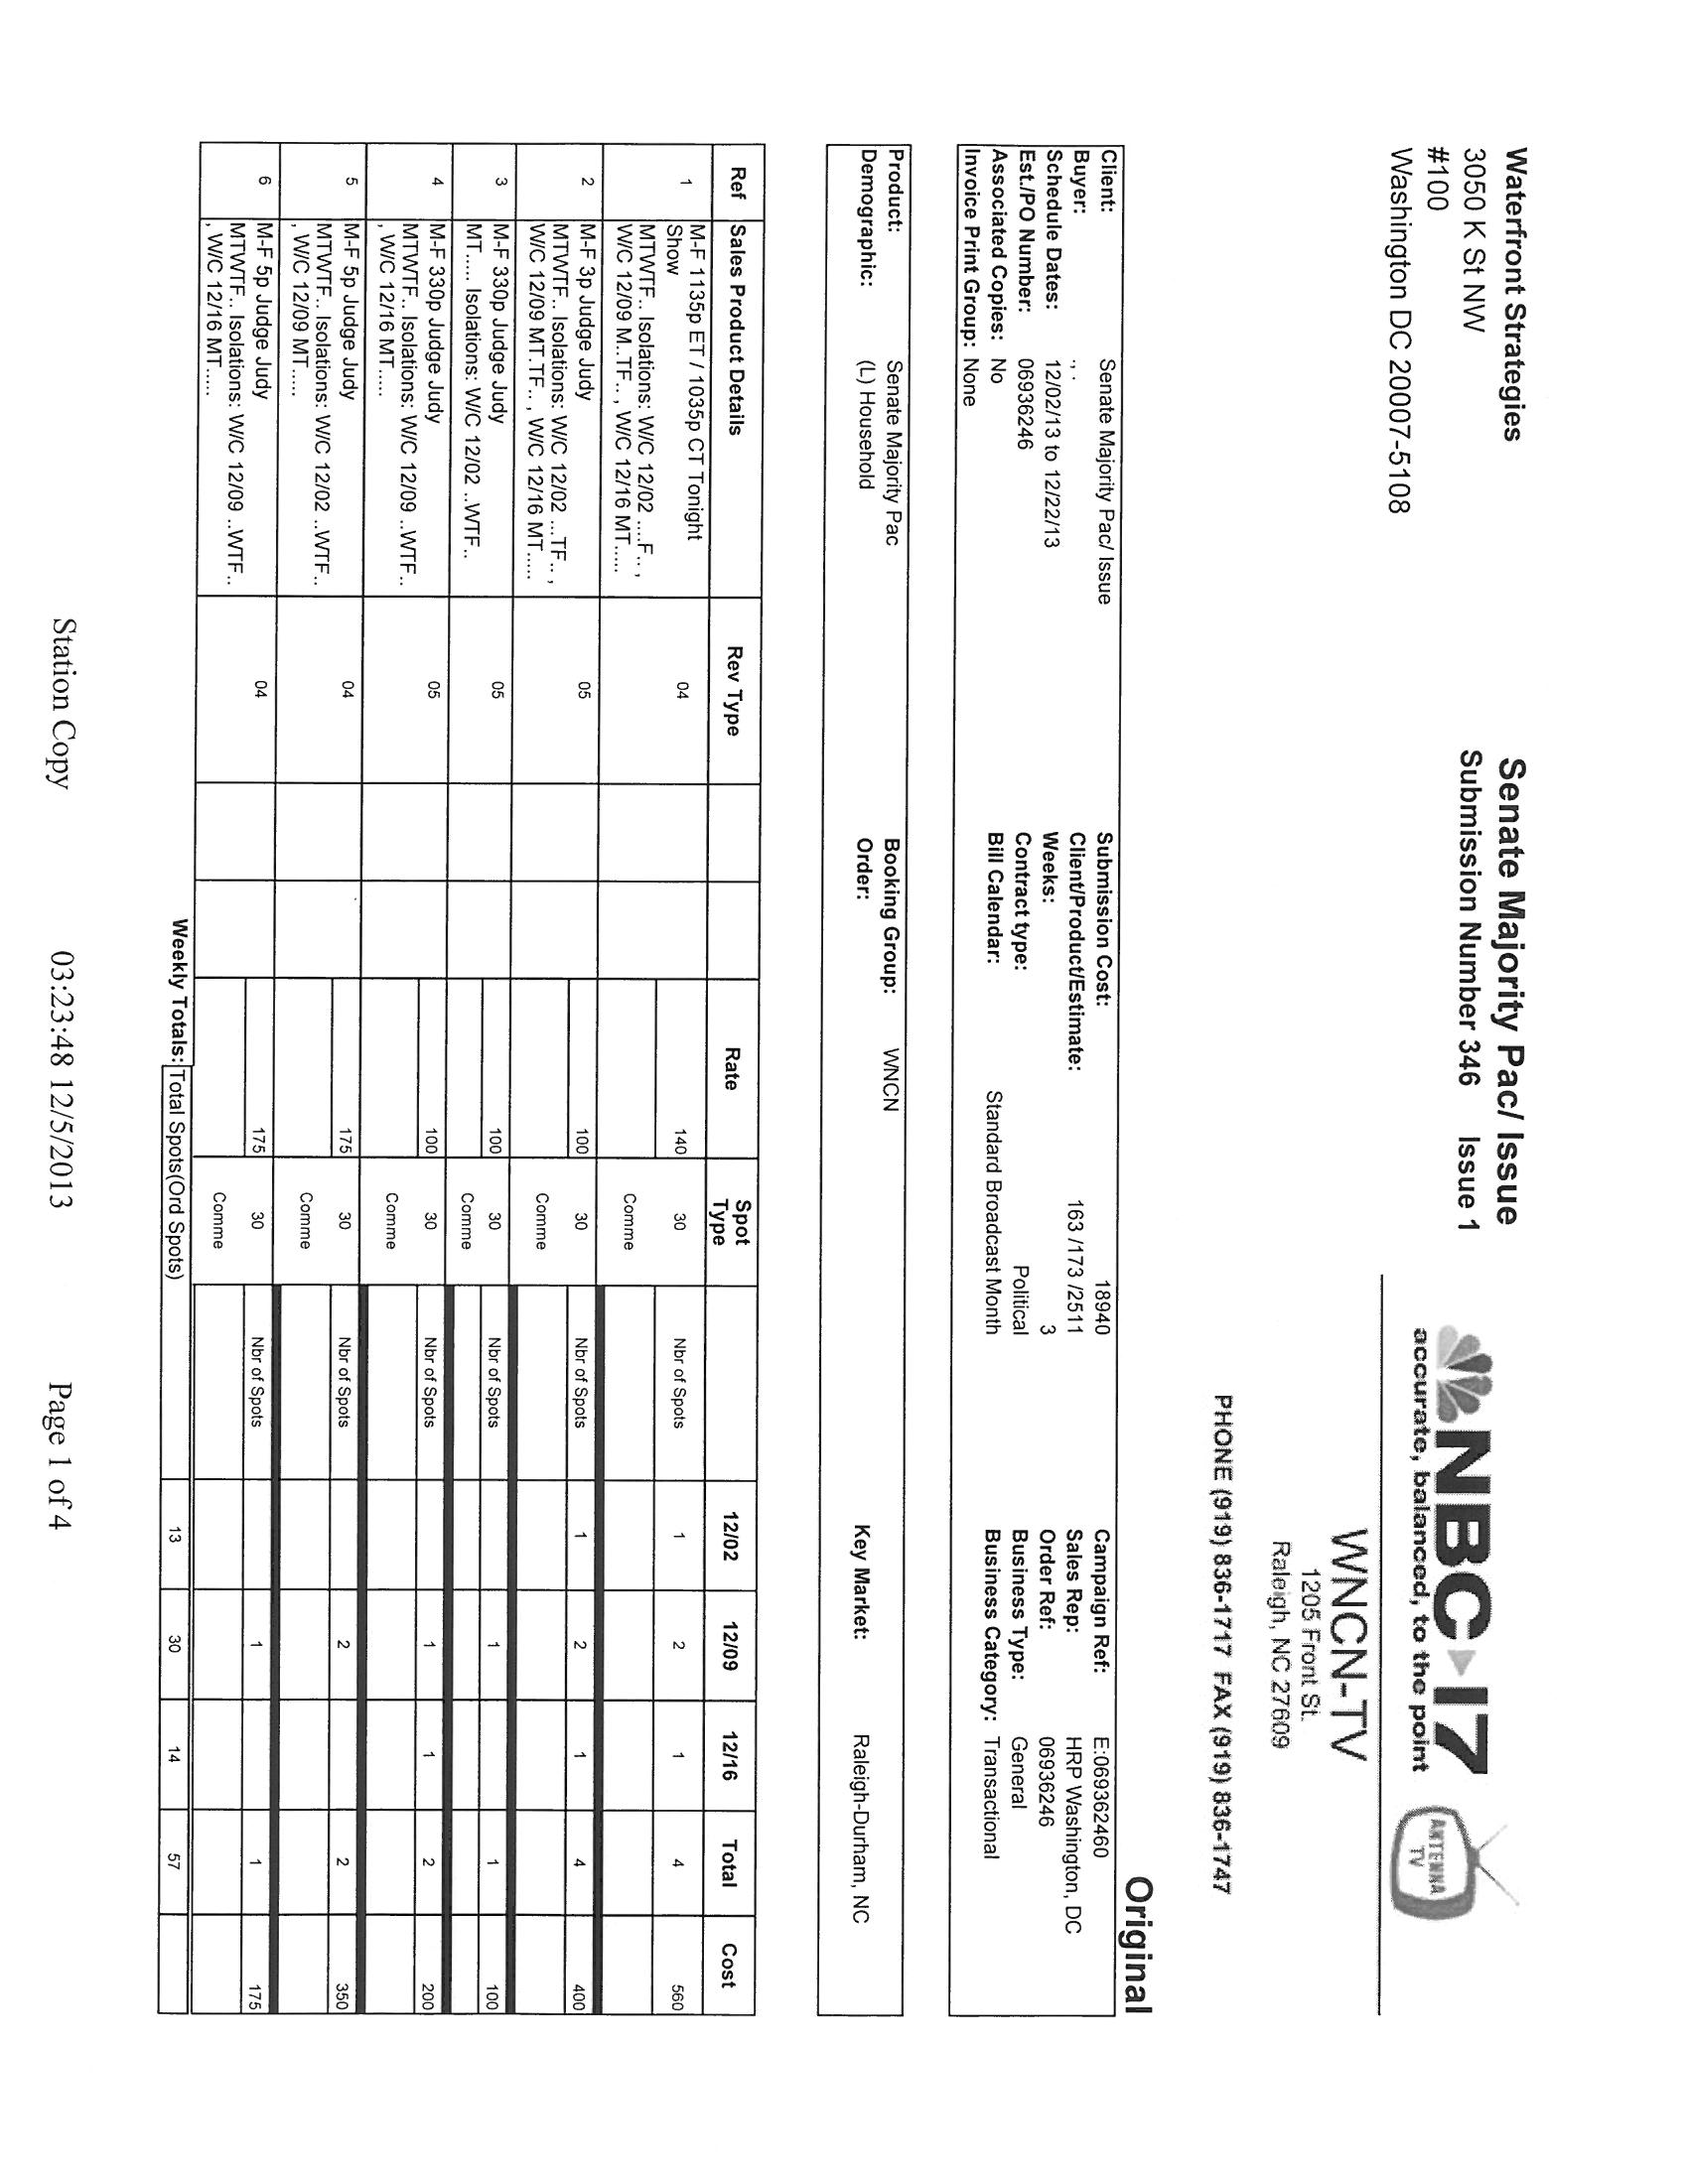 Waterfront Strategies
3050 K St NW
#100
Washington DC 20007-5108
Senate Majority Pac/ Issue
Submission Number 346 Issue 1
NBC 17
accurate, balanced, to the point
ANTENNA
TV
WNCN-TV
1205 Front St.
Raleigh, NC 27609
PHONE (919) 836-1717 FAX (919) 836-1747
Original
Client: Senate Majority Pac/ Issue Submission Cost: 18940 Campaign Ref: E:069362460
Buyer: ., . Client/Product/Estimate: 163 /173 /2511 Sales Rep: HRP Washington, DC
Schedule Dates: 12/02/13 to 12/22/13 Weeks: 3 Order Ref: 06936246
Est./PO Number: 06936246 Contract type: Political Business Type: General
Associated Copies: No Bill Calendar: Standard Broadcast Month Business Category: Transactional
Invoice Print Group: None
Product: Senate Majority Pac Booking Group: WNCN
Demographic: (L) Household Order: Key Market: Raleigh-Durham, NC
Ref Sales Product Details Rev Type Rate Spot Type 12/02 12/09 12/16 Total Cost
1 M-F 1135p ET / 1035p CT Tonight 04 140 30 Nbr of Spots 1 2 1 4 560
Show
MTWTF.. Isolations: W/C 12/02 ....F.. ,
W/C 12/09 M..TF.. , W/C 12/16 MT..... Comme
2 M-F 3p Judge Judy 05 100 30 Nbr of Spots 1 2 1 4 400
MTWTF.. Isolations: W/C 12/02 ...TF.. ,
W/C 12/09 MT.TF.. , W/C 12/16 MT..... Comme
3 M-F 330p Judge Judy 05 100 30 Nbr of Spots 1 1 100
MT..... Isolations: W/C 12/02 ..WTF.. Comme
4 M-F 330p Judge Judy 05 100 30 Nbr of Spots 1 1 2 200
MTWTF.. Isolations: W/C 12/09 ..WTF..
, W/C 12/16 MT..... Comme
5 M-F 5p Judge Judy 04 175 30 Nbr of Spots 2 2 350
MTWTF.. Isolations: W/C 12/02 ..WTF..
, W/C 12/09 MT..... Comme
6 M-F 5p Judge Judy 04 175 30 Nbr of Spots 1 1 175
MTWTF.. Isolations: W/C 12/09 ..WTF..
, W/C 12/16 MT..... Comme
Weekly Totals: Total Spots(Ord Spots) 13 30 14 57
Station Copy 03:23:48 12/5/2013 Page 1 of 4